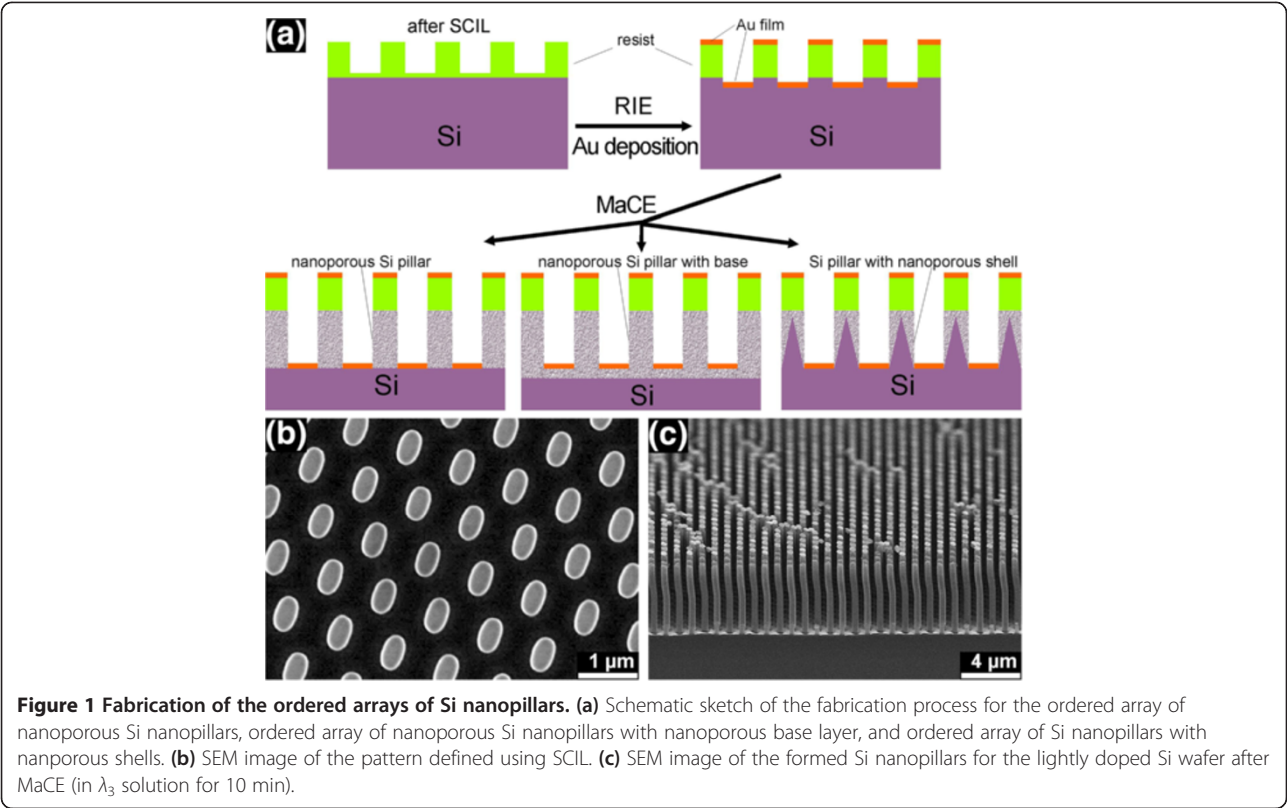 (a)
after SCIL
resist
Au film
Si
RIE
Au deposition
Si
MaCE
nanoporous Si pillar
nanoporous Si pillar with base
Si pillar with nanoporous shell
Si
Si
Si
(b)
1 µm
(c)
4 µm
Figure 1 Fabrication of the ordered arrays of Si nanopillars. (a) Schematic sketch of the fabrication process for the ordered array of
nanoporous Si nanopillars, ordered array of nanoporous Si nanopillars with nanoporous base layer, and ordered array of Si nanopillars with
nanporous shells. (b) SEM image of the pattern defined using SCIL. (c) SEM image of the formed Si nanopillars for the lightly doped Si wafer after
MaCE (in λ₃ solution for 10 min).